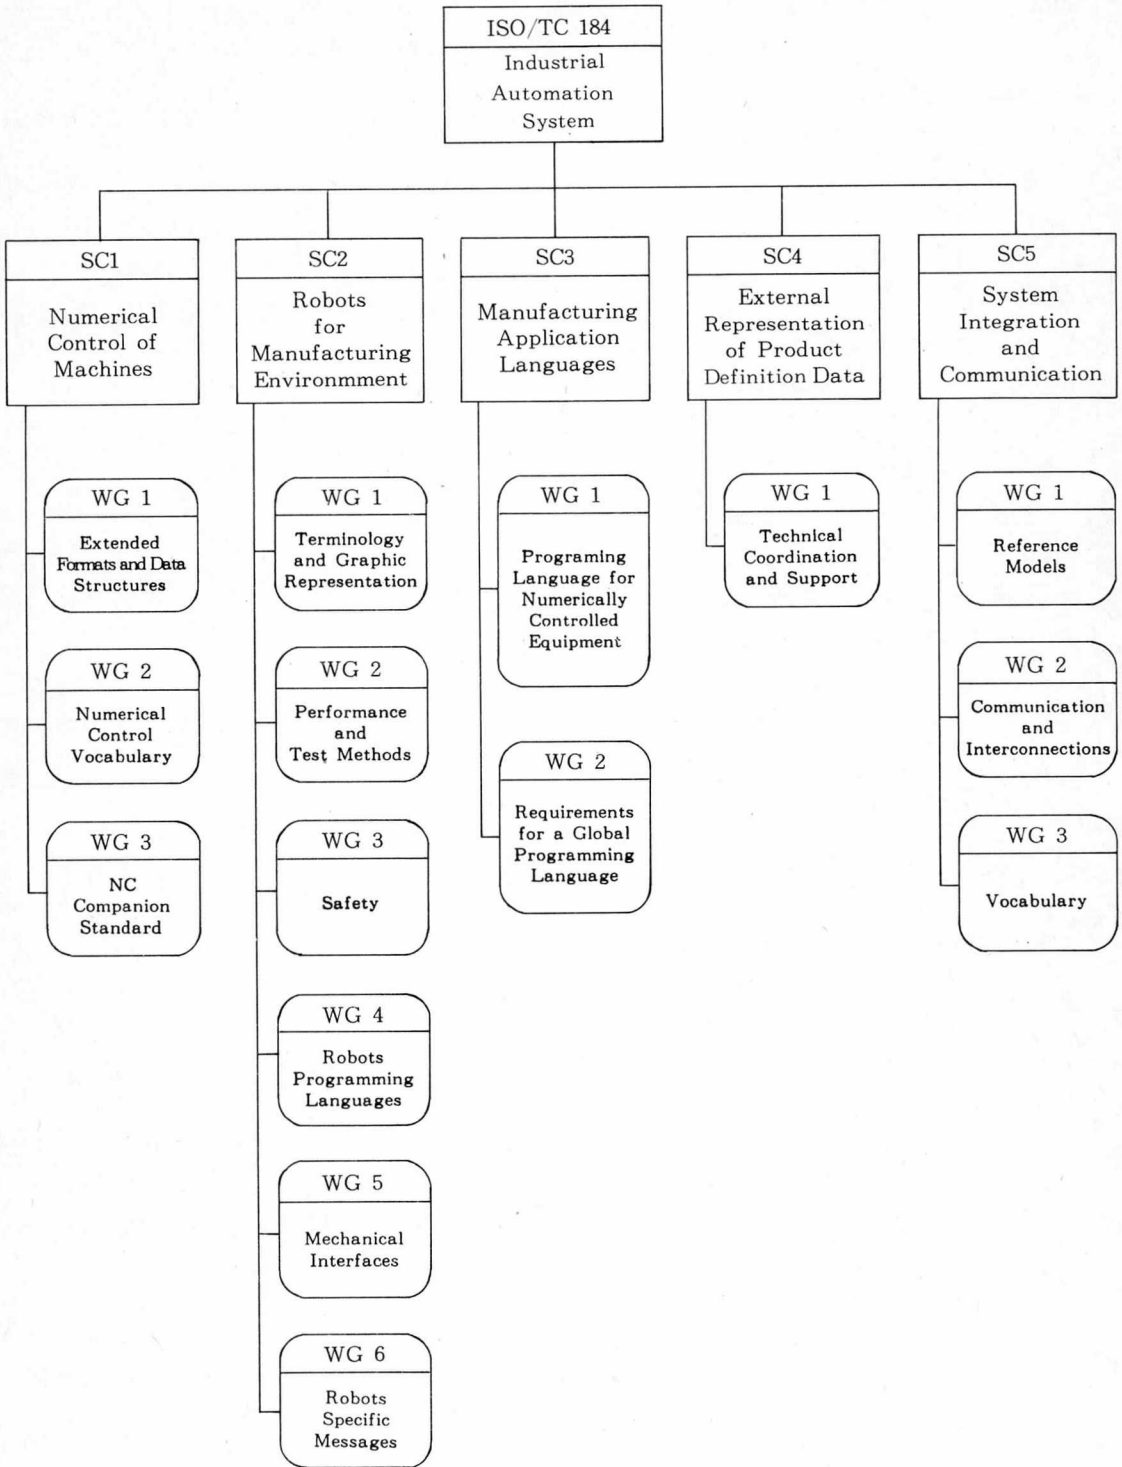 ISO/TC 184
Industrial
Automation
System
SC1
Numerical
Control of
Machines
WG 1
Extended
Formats and Data
Structures
WG 2
Numerical
Control
Vocabulary
WG 3
NC
Companion
Standard
SC2
Robots
for
Manufacturing
Environmment
WG 1
Terminology
and Graphic
Representation
WG 2
Performance
and
Test Methods
WG 3
Safety
WG 4
Robots
Programming
Languages
WG 5
Mechanical
Interfaces
WG 6
Robots
Specific
Messages
SC3
Manufacturing
Application
Languages
WG 1
Programing
Language for
Numerically
Controlled
Equipment
WG 2
Requirements
for a Global
Programming
Language
SC4
External
Representation
of Product
Definition Data
WG 1
Technical
Coordination
and Support
SC5
System
Integration
and
Communication
WG 1
Reference
Models
WG 2
Communication
and
Interconnections
WG 3
Vocabulary